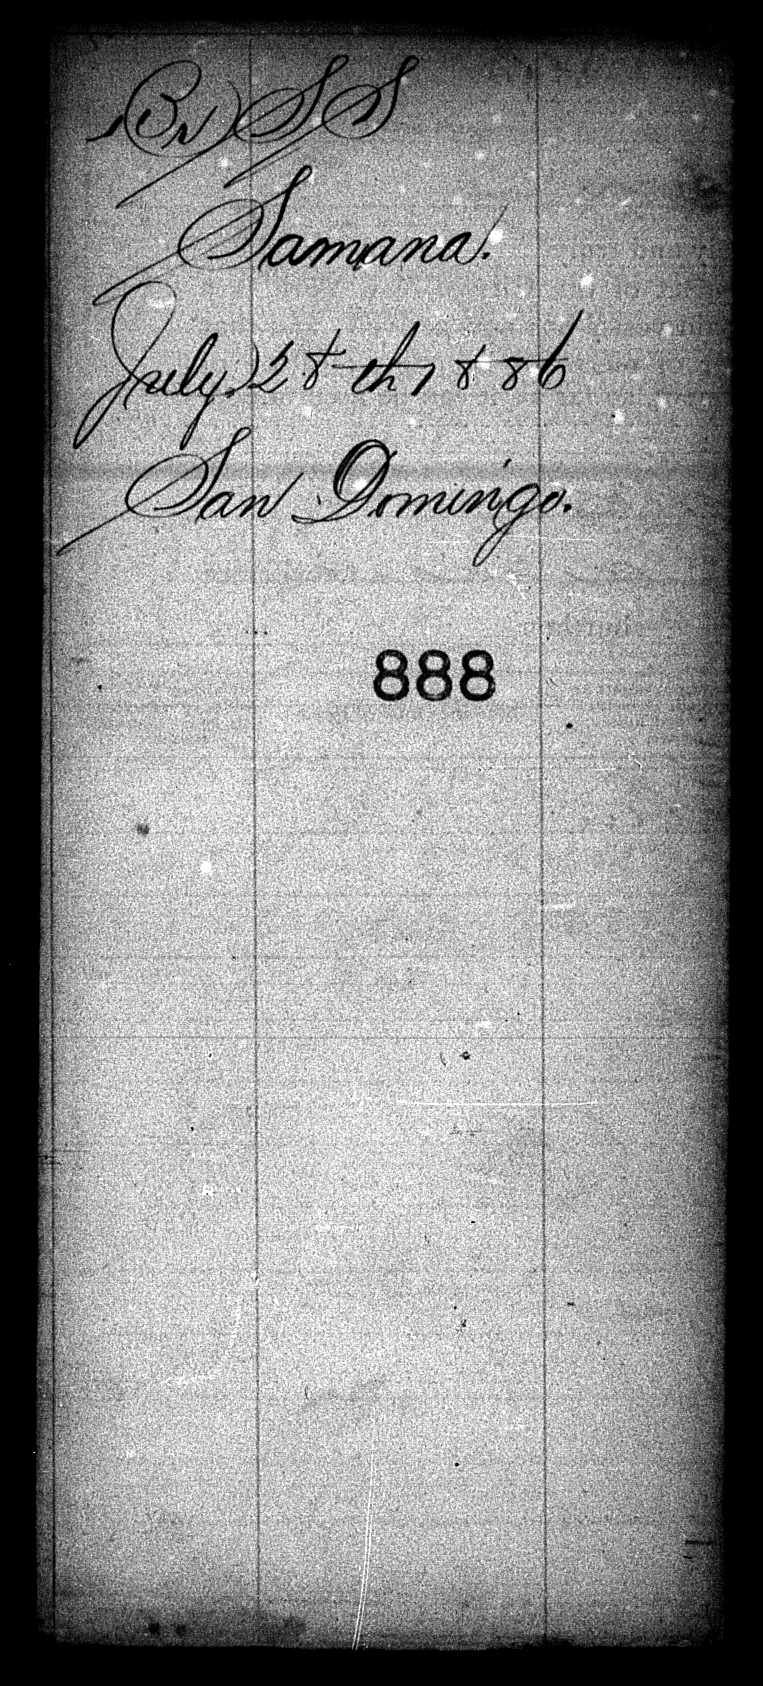 Br SS
Samana.
July 28th 1886
San Domingo.
888